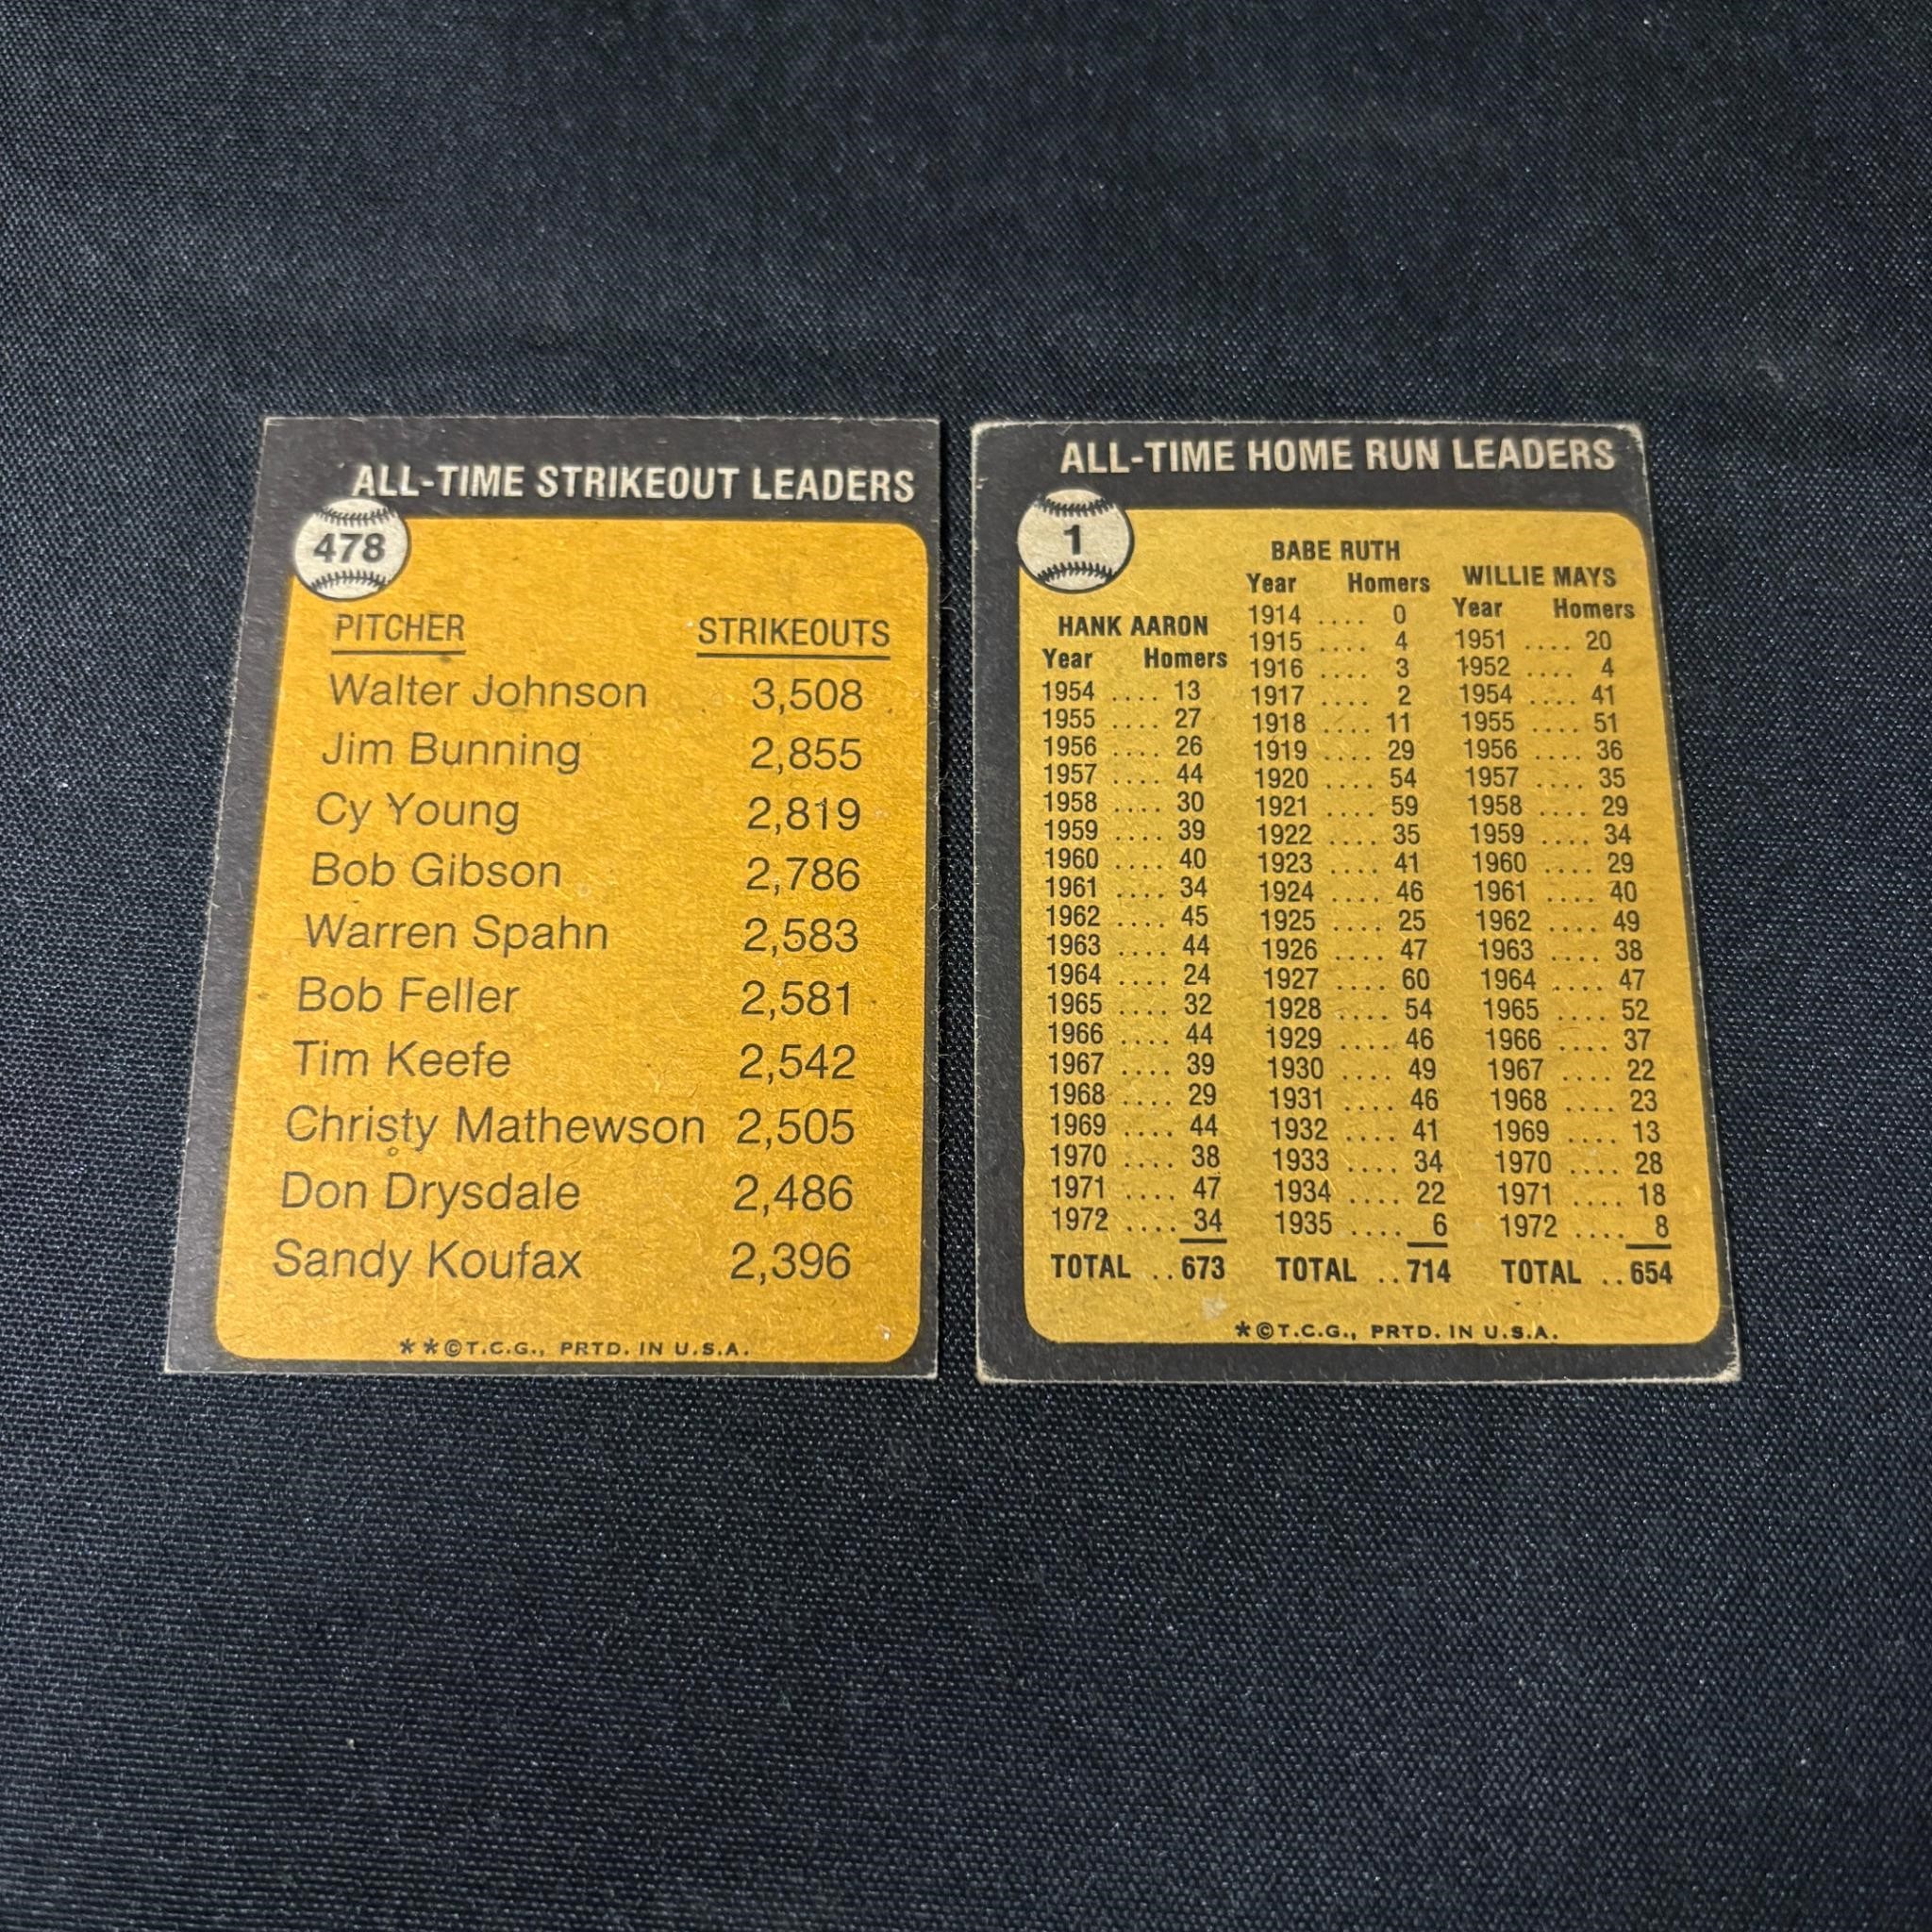 ALL-TIME STRIKEOUT LEADERS
478
PITCHER STRIKEOUTS
Walter Johnson 3,508
Jim Bunning 2,855
Cy Young 2,819
Bob Gibson 2,786
Warren Spahn 2,583
Bob Feller 2,581
Tim Keefe 2,542
Christy Mathewson 2,505
Don Drysdale 2,486
Sandy Koufax 2,396
**©T.C.G., PRTD. IN U.S.A.
ALL-TIME HOME RUN LEADERS
1
HANK AARON
Year Homers
1954 .... 13
1955 .... 27
1956 .... 26
1957 .... 44
1958 .... 30
1959 .... 39
1960 .... 40
1961 .... 34
1962 .... 45
1963 .... 44
1964 .... 24
1965 .... 32
1966 .... 44
1967 .... 39
1968 .... 29
1969 .... 44
1970 .... 38
1971 .... 47
1972 .... 34
TOTAL .. 673
BABE RUTH
Year Homers
1914 .... 0
1915 .... 4
1916 .... 3
1917 .... 2
1918 .... 11
1919 .... 29
1920 .... 54
1921 .... 59
1922 .... 35
1923 .... 41
1924 .... 46
1925 .... 25
1926 .... 47
1927 .... 60
1928 .... 54
1929 .... 46
1930 .... 49
1931 .... 46
1932 .... 41
1933 .... 34
1934 .... 22
1935 .... 6
TOTAL .. 714
WILLIE MAYS
Year Homers
1951 .... 20
1952 .... 4
1954 .... 41
1955 .... 51
1956 .... 36
1957 .... 35
1958 .... 29
1959 .... 34
1960 .... 29
1961 .... 40
1962 .... 49
1963 .... 38
1964 .... 47
1965 .... 52
1966 .... 37
1967 .... 22
1968 .... 23
1969 .... 13
1970 .... 28
1971 .... 18
1972 .... 8
TOTAL .. 654
*©T.C.G., PRTD. IN U.S.A.